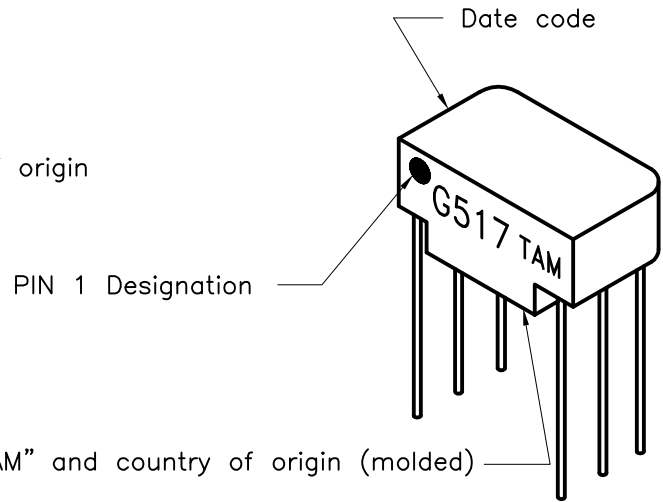 Date code
origin
G517 TAM
PIN 1 Designation
AM” and country of origin (molded)